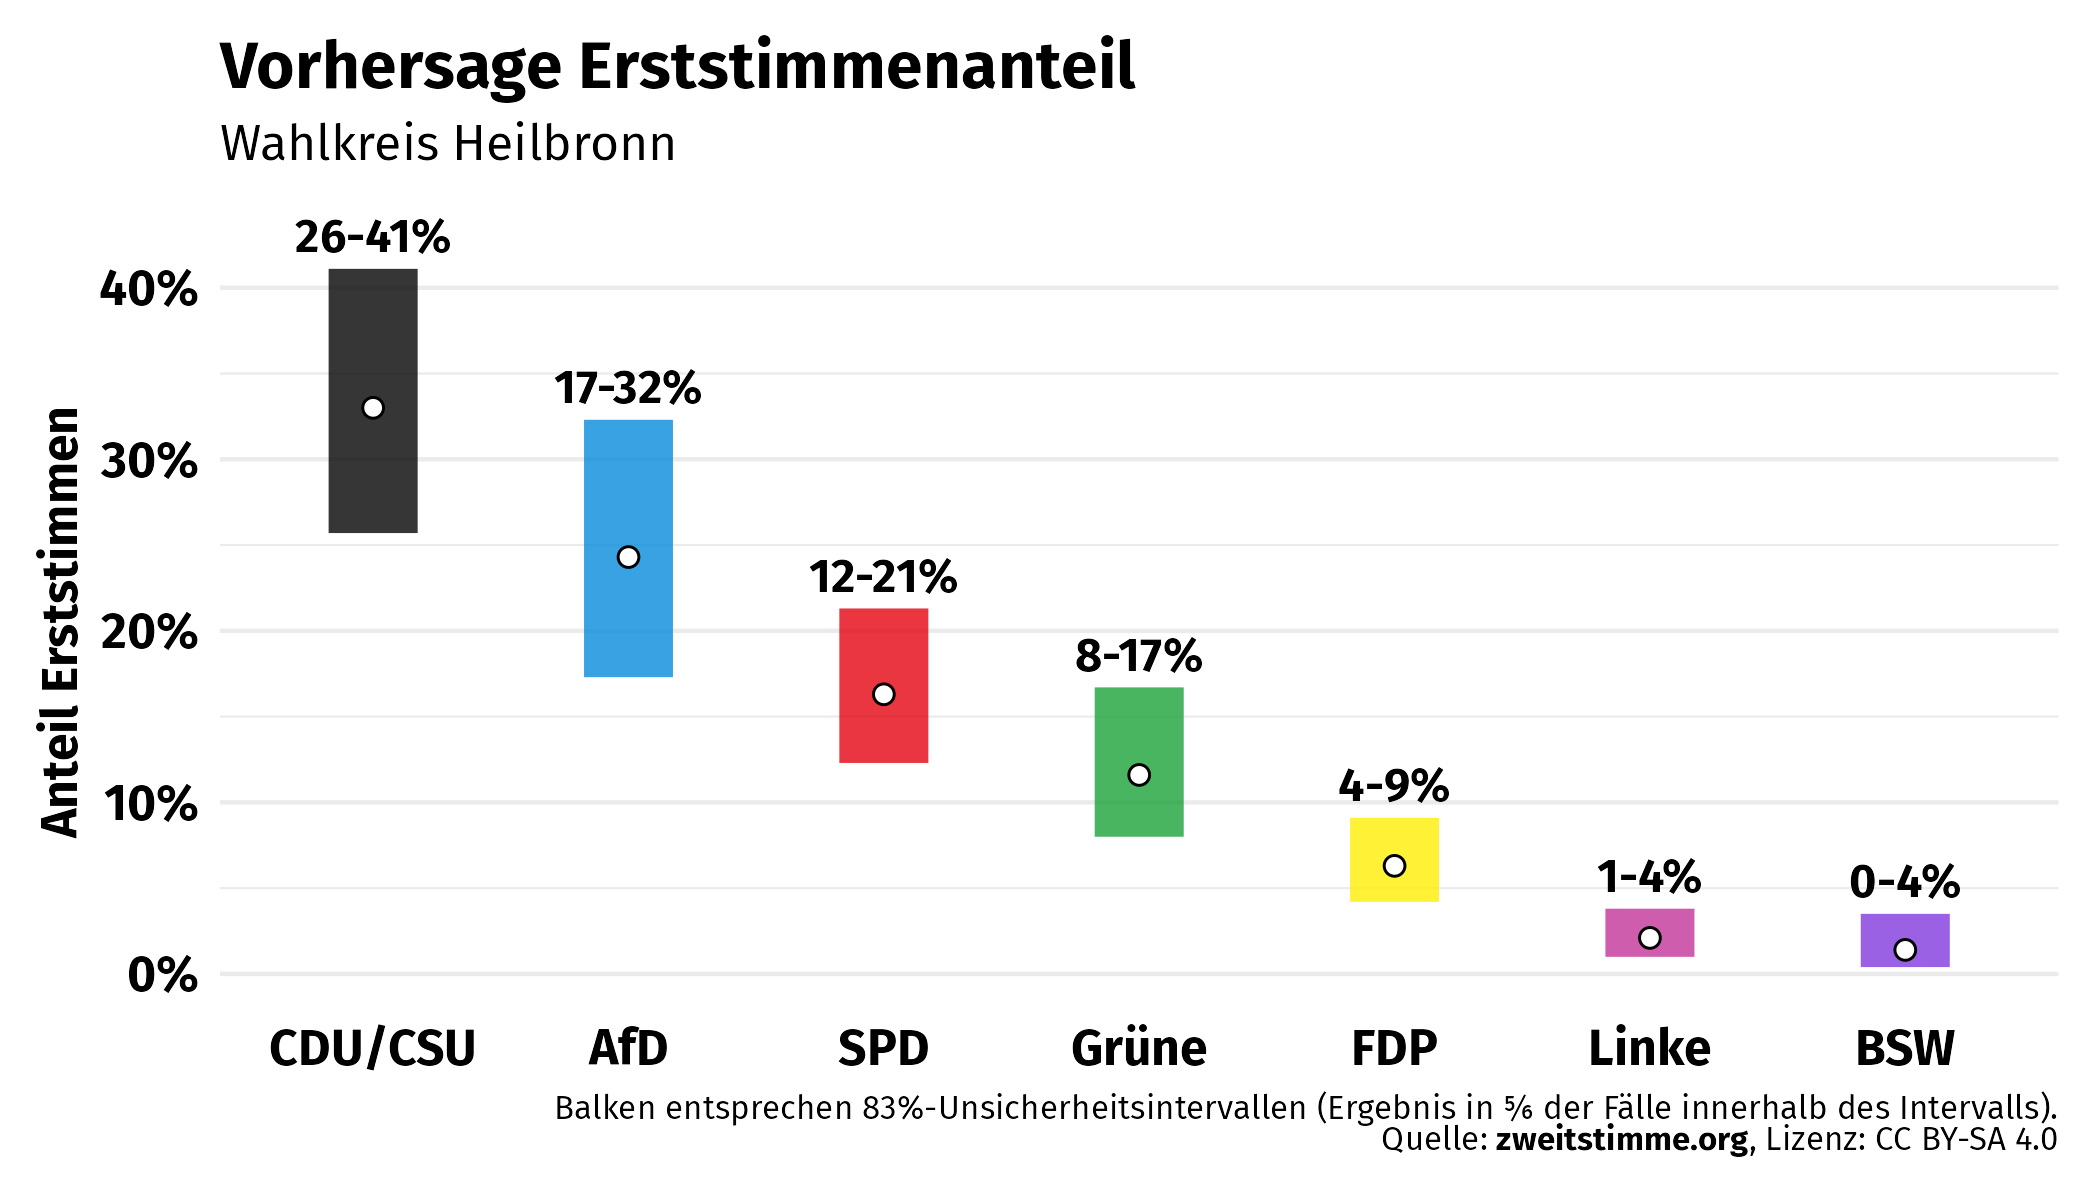 Vorhersage Erststimmenanteil
Wahlkreis Heilbronn
Anteil Erststimmen
40%
30%
20%
10%
0%
26-41%
17-32%
12-21%
8-17%
4-9%
1-4%
0-4%
CDU/CSU AfD SPD Grüne FDP Linke BSW
Balken entsprechen 83%-Unsicherheitsintervallen (Ergebnis in ⅚ der Fälle innerhalb des Intervalls).
Quelle: zweitstimme.org, Lizenz: CC BY-SA 4.0